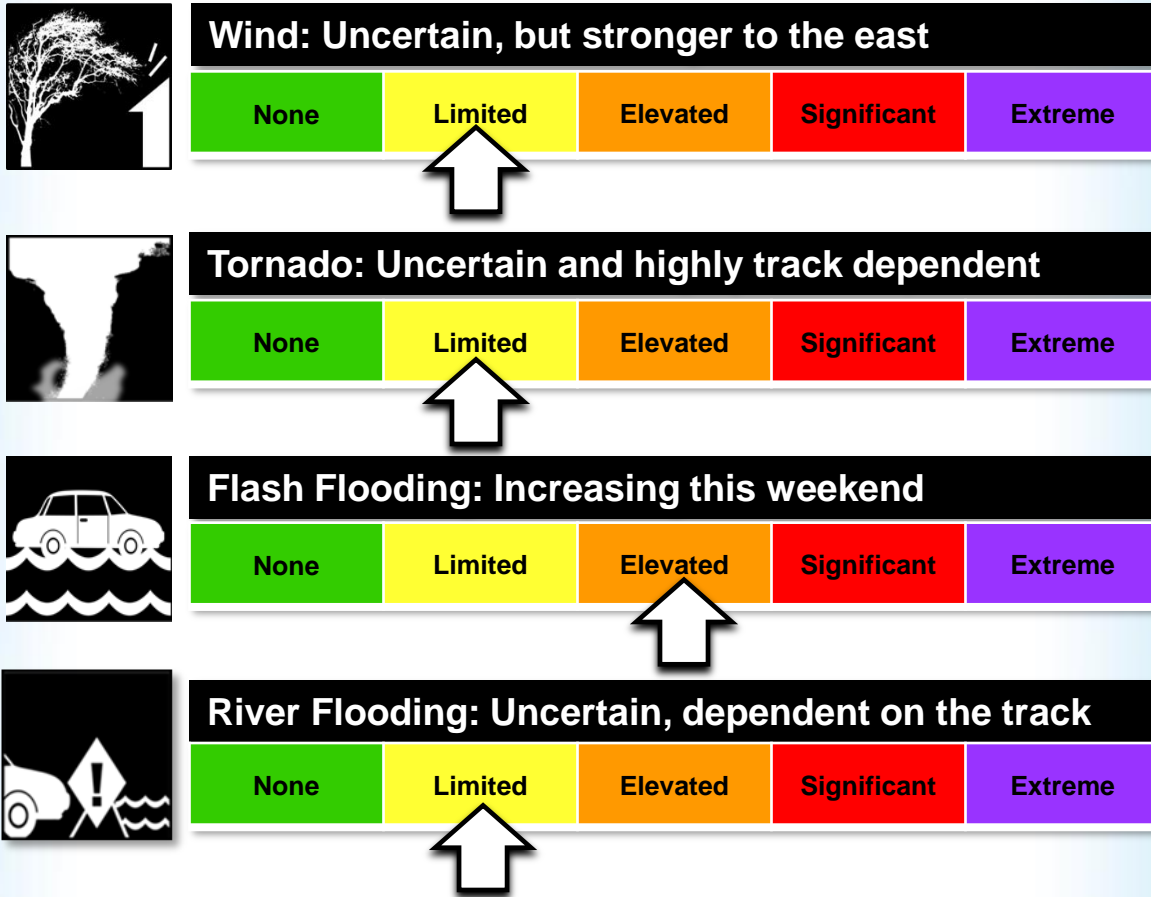 Wind: Uncertain, but stronger to the east
None Limited Elevated Significant Extreme
Tornado: Uncertain and highly track dependent
None Limited Elevated Significant Extreme
Flash Flooding: Increasing this weekend
None Limited Elevated Significant Extreme
River Flooding: Uncertain, dependent on the track
!
None Limited Elevated Significant Extreme